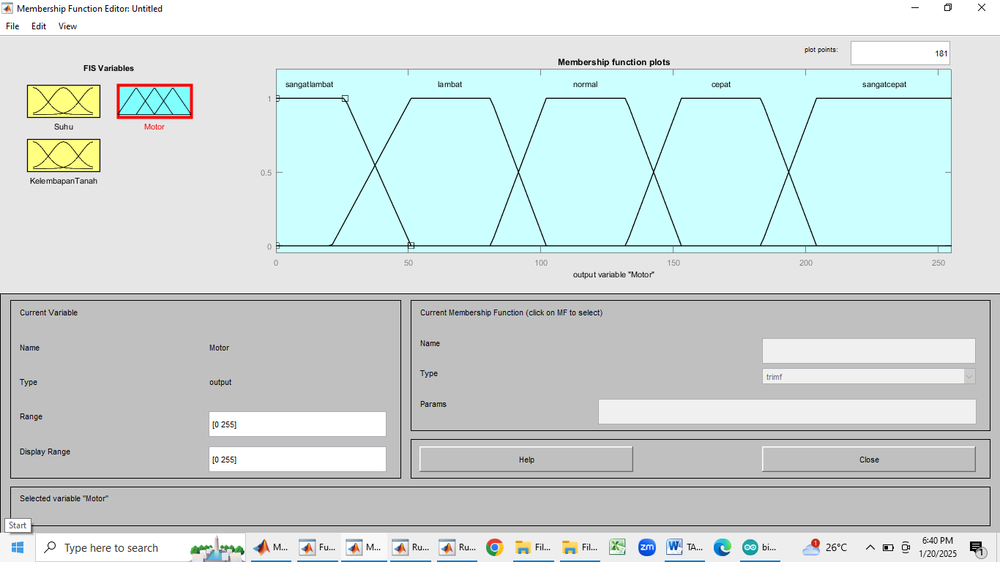 Membership Function Editor: Untitled
File Edit View
plot points:
181
FIS Variables
Suhu
Motor
KelembapanTanah
Membership function plots
sangatlambat lambat normal cepat sangatcepat
1
0.5
0
0 50 100 150 200 250
output variable "Motor"
Current Variable
Name Motor
Type output
Range [0 255]
Display Range [0 255]
Current Membership Function (click on MF to select)
Name
Type trimf
Params
Help Close
Selected variable "Motor"
Start
Type here to search
M... Fu... M... Ru... Ru... Fil... Fil... zm TA... bi...
1
26°C
6:40 PM
1/20/2025
1